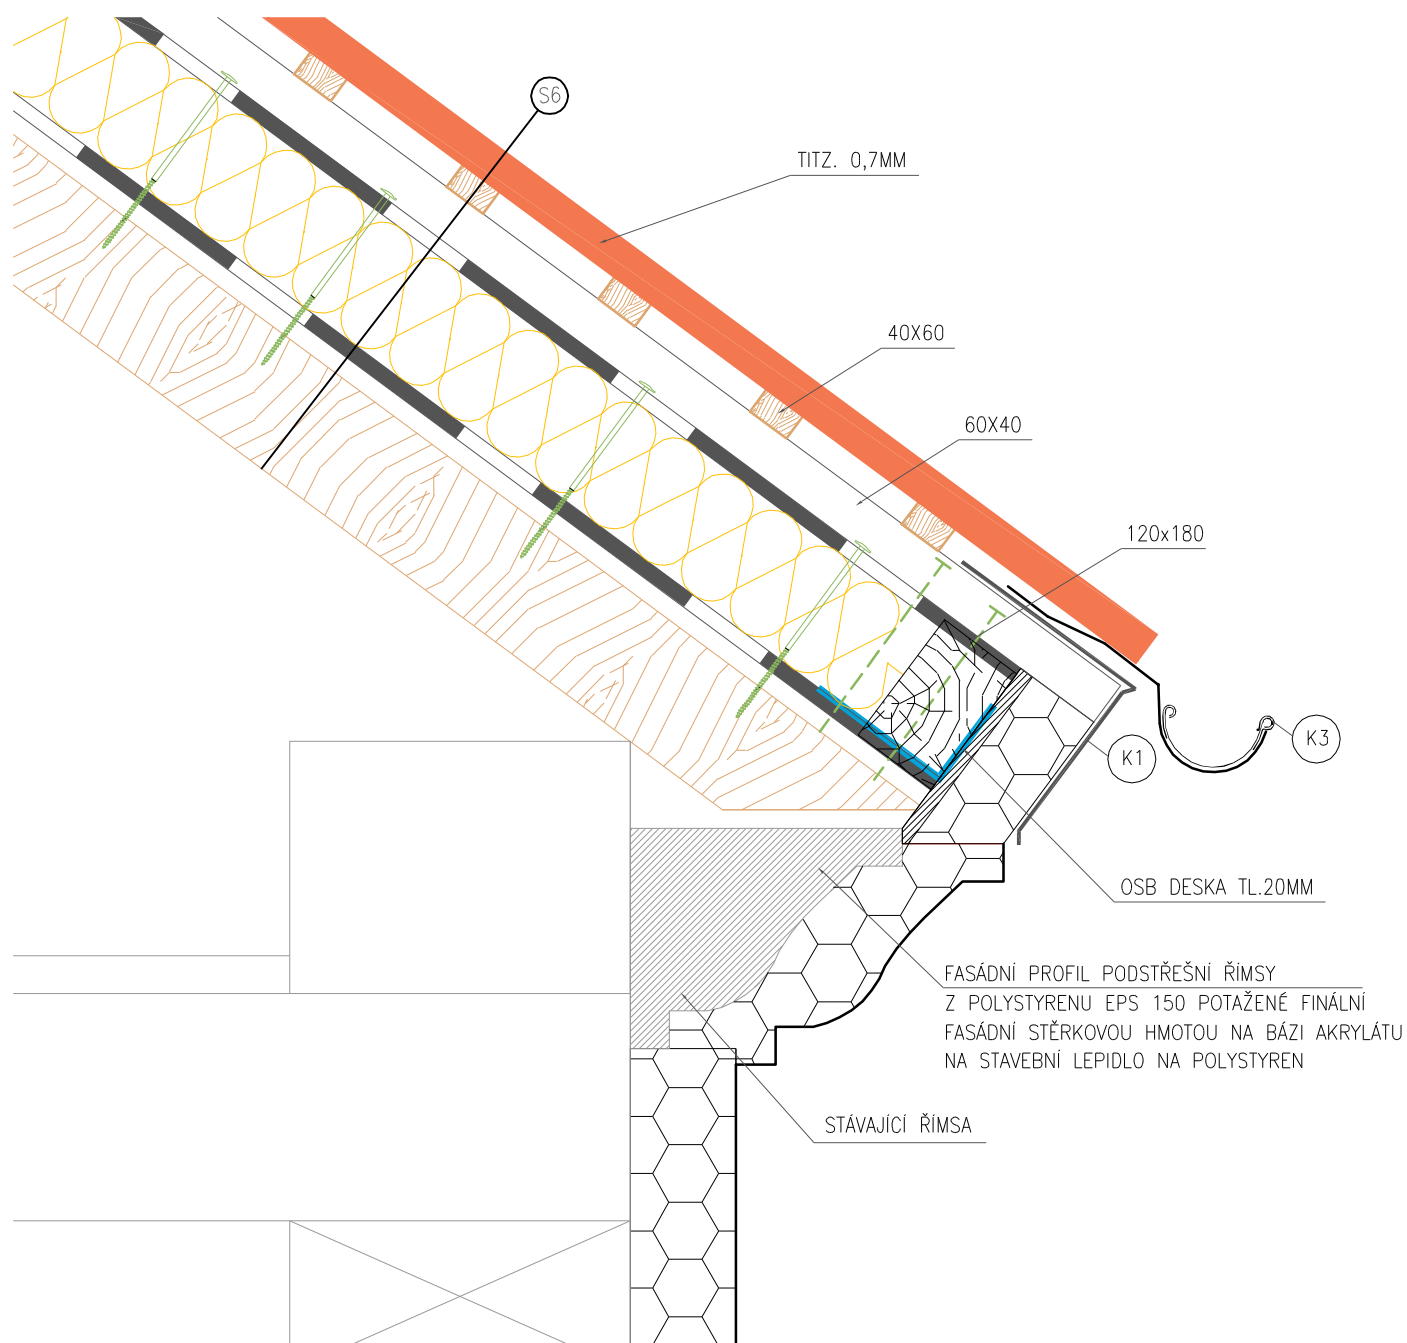 S6
TITZ. 0,7MM
40X60
60X40
120x180
K3
K1
OSB DESKA TL.20MM
FASÁDNÍ PROFIL PODSTŘEŠNÍ ŘÍMSY
Z POLYSTYRENU EPS 150 POTAŽENÉ FINÁLNÍ
FASÁDNÍ STĚRKOVOU HMOTOU NA BÁZI AKRYLÁTU
NA STAVEBNÍ LEPIDLO NA POLYSTYREN
STÁVAJÍCÍ ŘÍMSA